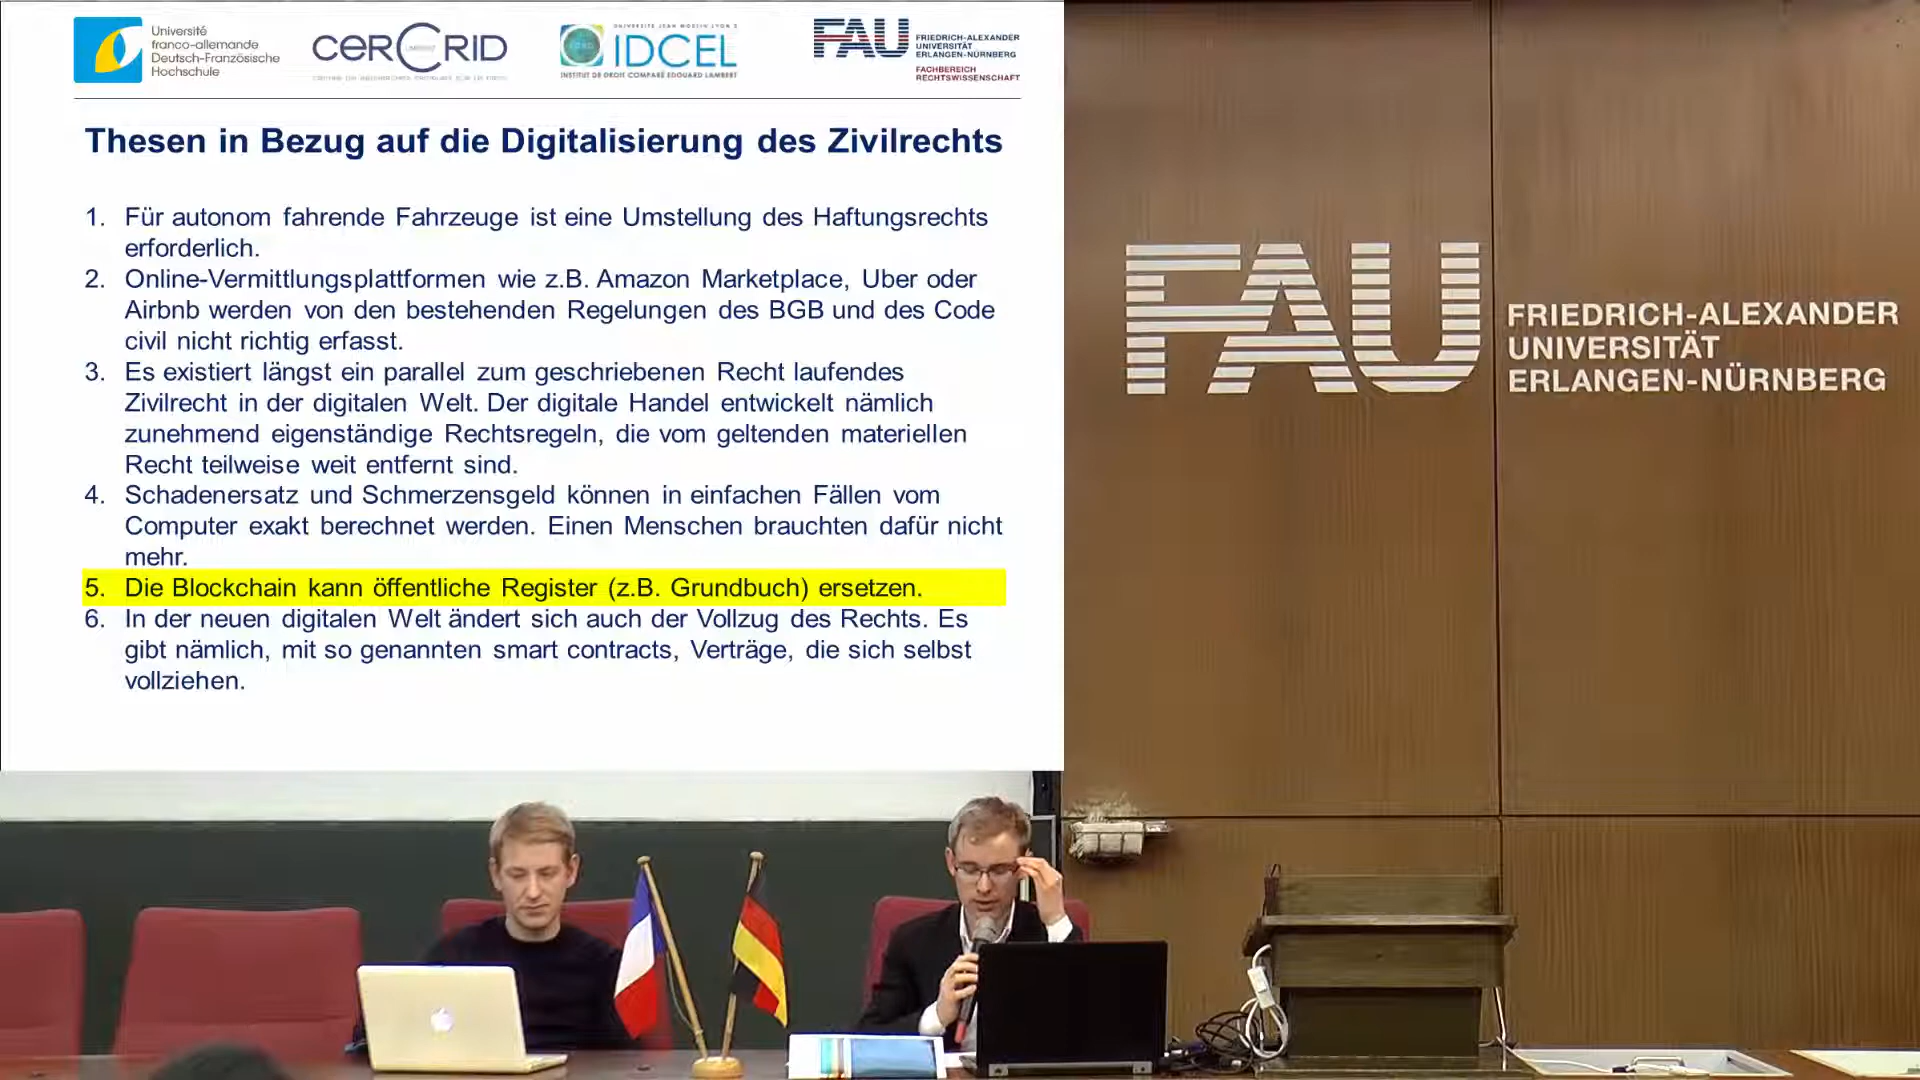 Université
franco-allemande
Deutsch-Französische
Hochschule
CERCRID
UNIVERSITÉ JEAN MOULIN LYON 3
IDCEL
INSTITUT DE DROIT COMPARÉ EDOUARD LAMBERT
FAU
FRIEDRICH-ALEXANDER
UNIVERSITÄT
ERLANGEN-NÜRNBERG
FACHBEREICH
RECHTSWISSENSCHAFT
Thesen in Bezug auf die Digitalisierung des Zivilrechts
1. Für autonom fahrende Fahrzeuge ist eine Umstellung des Haftungsrechts
erforderlich.
2. Online-Vermittlungsplattformen wie z.B. Amazon Marketplace, Uber oder
Airbnb werden von den bestehenden Regelungen des BGB und des Code
civil nicht richtig erfasst.
3. Es existiert längst ein parallel zum geschriebenen Recht laufendes
Zivilrecht in der digitalen Welt. Der digitale Handel entwickelt nämlich
zunehmend eigenständige Rechtsregeln, die vom geltenden materiellen
Recht teilweise weit entfernt sind.
4. Schadenersatz und Schmerzensgeld können in einfachen Fällen vom
Computer exakt berechnet werden. Einen Menschen brauchten dafür nicht
mehr.
5. Die Blockchain kann öffentliche Register (z.B. Grundbuch) ersetzen.
6. In der neuen digitalen Welt ändert sich auch der Vollzug des Rechts. Es
gibt nämlich, mit so genannten smart contracts, Verträge, die sich selbst
vollziehen.
FAU
FRIEDRICH-ALEXANDER
UNIVERSITÄT
ERLANGEN-NÜRNBERG